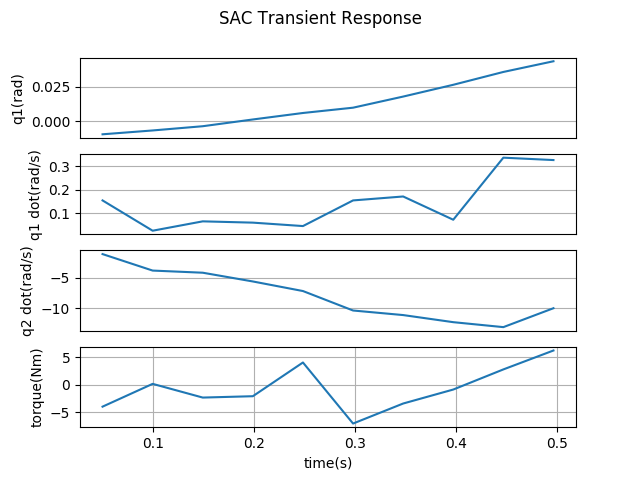 SAC Transient Response
q1(rad)
0.025
0.000
q1 dot(rad/s)
0.3
0.2
0.1
q2 dot(rad/s)
−5
−10
torque(Nm)
5
0
−5
0.1 0.2 0.3 0.4 0.5
time(s)